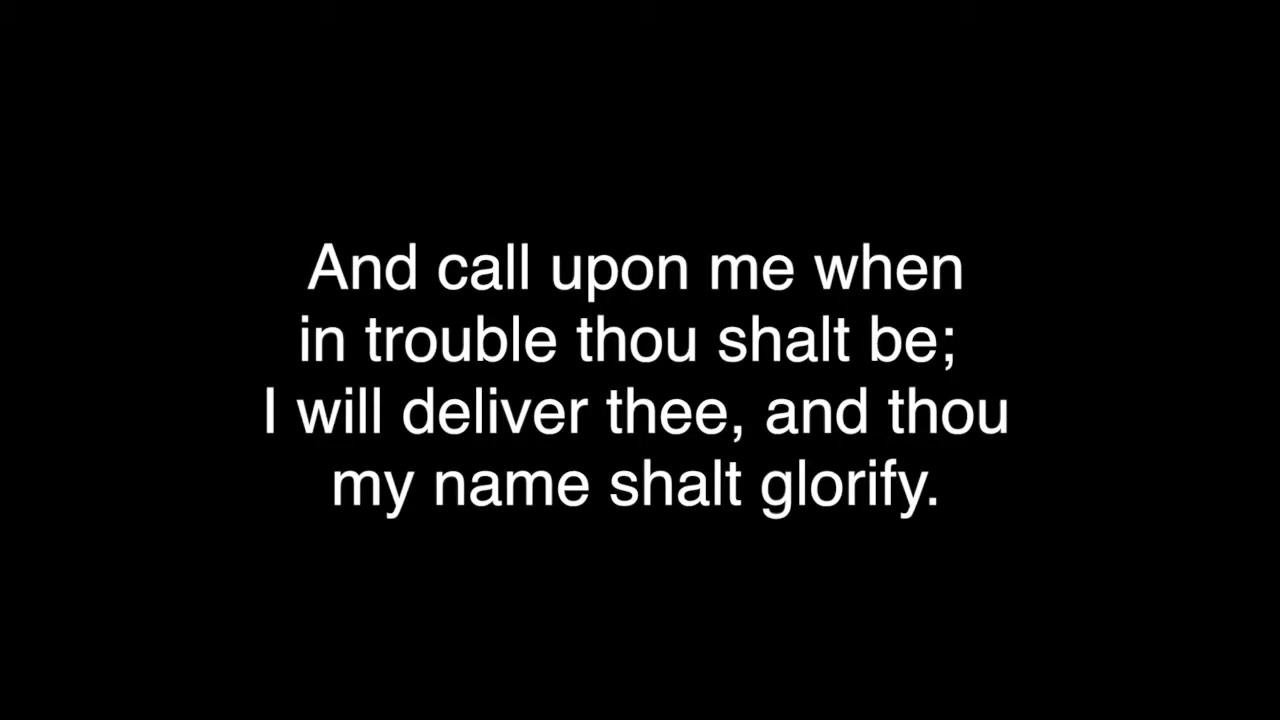 And call upon me when
in trouble thou shalt be;
I will deliver thee, and thou
my name shalt glorify.